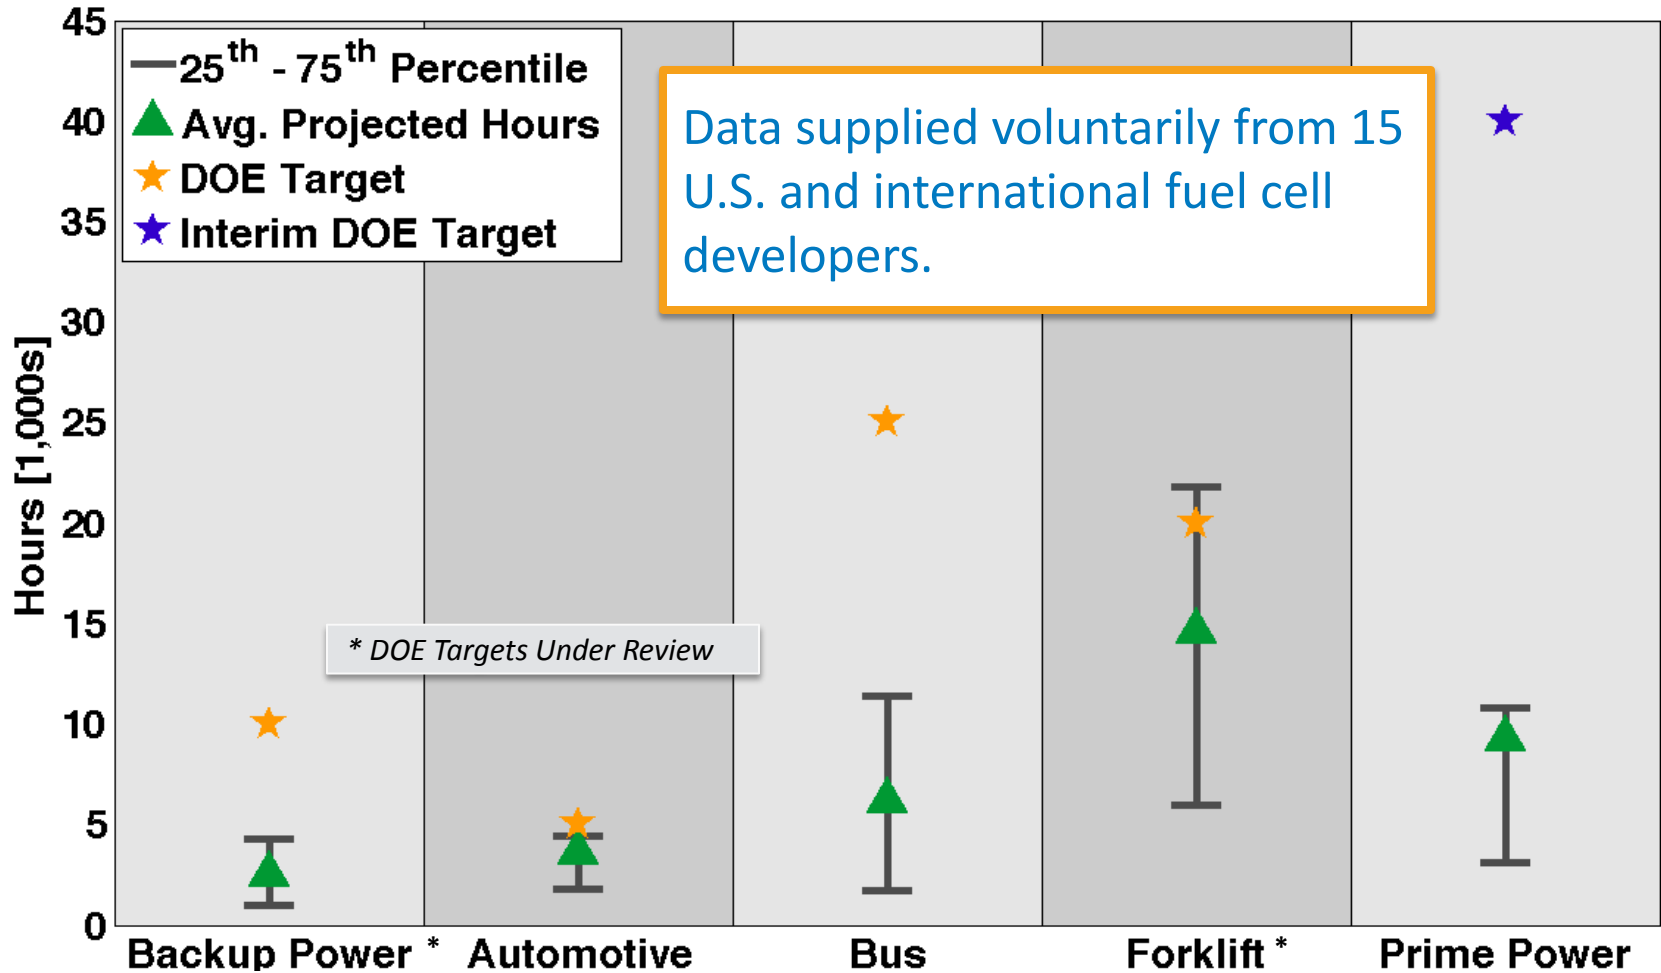 45
40
35
30
25
20
15
10
5
0
Hours [1,000s]
25th - 75th Percentile
Avg. Projected Hours
DOE Target
Interim DOE Target
Data supplied voluntarily from 15
U.S. and international fuel cell
developers.
* DOE Targets Under Review
Backup Power * Automotive Bus Forklift * Prime Power